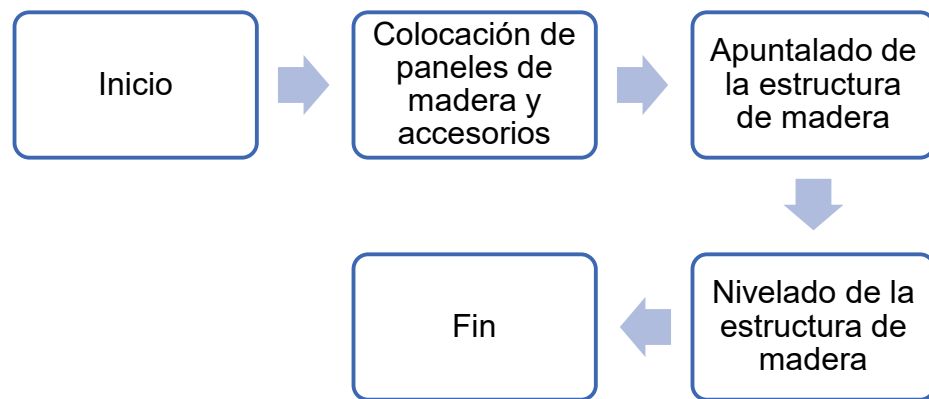 Inicio
Colocación de
paneles de
madera y
accesorios
Apuntalado de
la estructura
de madera
Nivelado de la
estructura de
madera
Fin